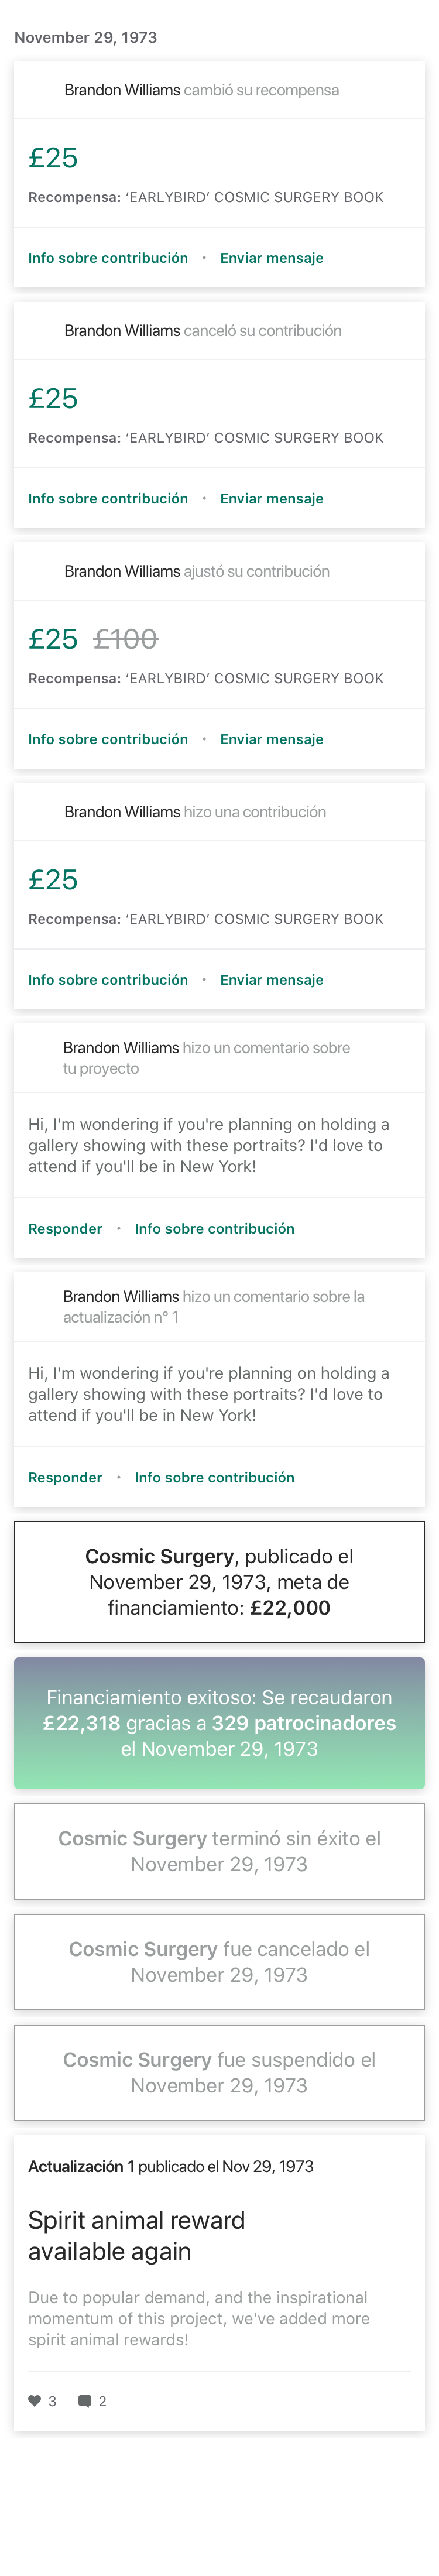 November 29, 1973
Brandon Williams cambió su recompensa
£25
Recompensa: ‘EARLYBIRD’ COSMIC SURGERY BOOK
Info sobre contribución • Enviar mensaje
Brandon Williams canceló su contribución
£25
Recompensa: ‘EARLYBIRD’ COSMIC SURGERY BOOK
Info sobre contribución • Enviar mensaje
Brandon Williams ajustó su contribución
£25 £100
Recompensa: ‘EARLYBIRD’ COSMIC SURGERY BOOK
Info sobre contribución • Enviar mensaje
Brandon Williams hizo una contribución
£25
Recompensa: ‘EARLYBIRD’ COSMIC SURGERY BOOK
Info sobre contribución • Enviar mensaje
Brandon Williams hizo un comentario sobre
tu proyecto
Hi, I'm wondering if you're planning on holding a
gallery showing with these portraits? I'd love to
attend if you'll be in New York!
Responder • Info sobre contribución
Brandon Williams hizo un comentario sobre la
actualización n° 1
Hi, I'm wondering if you're planning on holding a
gallery showing with these portraits? I'd love to
attend if you'll be in New York!
Responder • Info sobre contribución
Cosmic Surgery, publicado el
November 29, 1973, meta de
financiamiento: £22,000
Financiamiento exitoso: Se recaudaron
£22,318 gracias a 329 patrocinadores
el November 29, 1973
Cosmic Surgery terminó sin éxito el
November 29, 1973
Cosmic Surgery fue cancelado el
November 29, 1973
Cosmic Surgery fue suspendido el
November 29, 1973
Actualización 1 publicado el Nov 29, 1973
Spirit animal reward
available again
Due to popular demand, and the inspirational
momentum of this project, we've added more
spirit animal rewards!
3 2